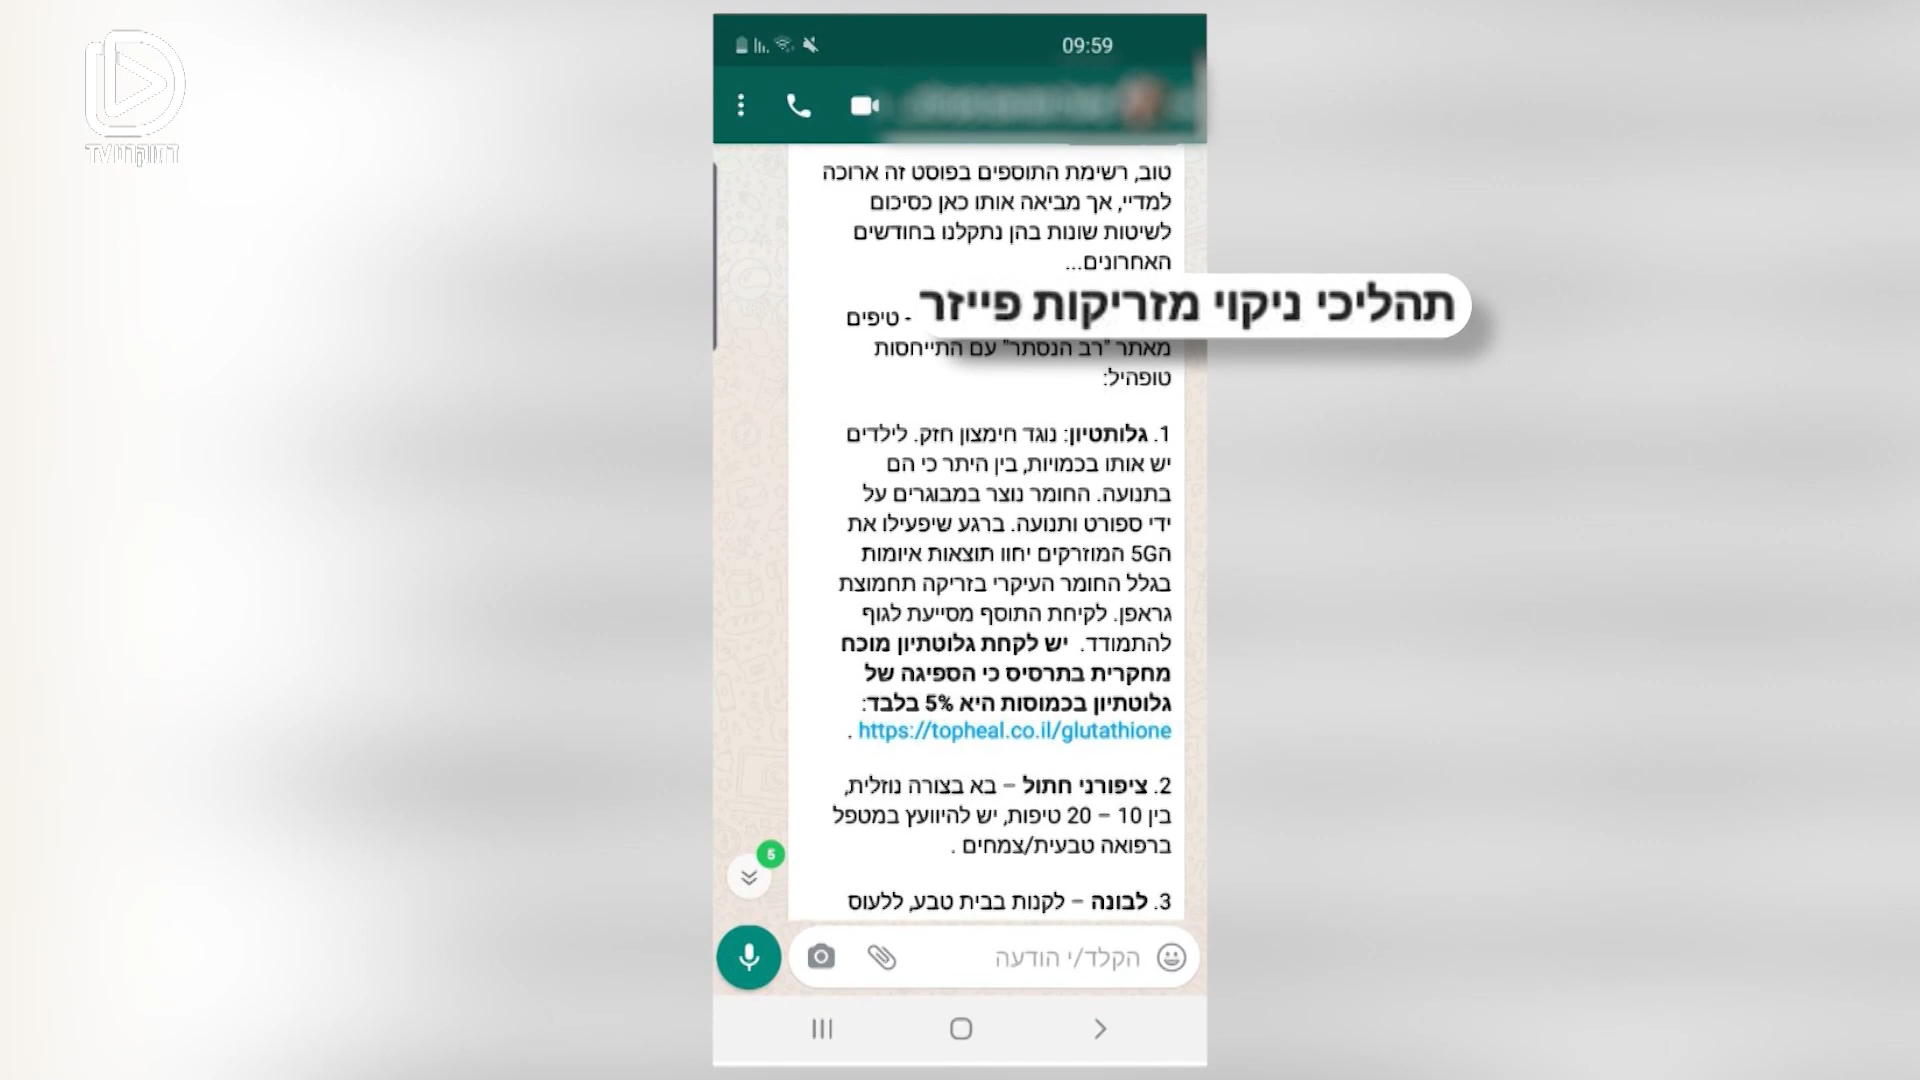 דמוקרTV
09:59
טוב, רשימת התוספים בפוסט זה ארוכה
למדיי, אך מביאה אותו כאן כסיכום
לשיטות שונות בהן נתקלנו בחודשים
האחרונים...
תהליכי ניקוי מזריקות פייזר - טיפים
מאתר "רב הנסתר" עם התייחסות
טופהיל:
1. גלותטיון: נוגד חימצון חזק. לילדים
יש אותו בכמויות, בין היתר כי הם
בתנועה. החומר נוצר במבוגרים על
ידי ספורט ותנועה. ברגע שיפעילו את
ה5G המוזרקים יחוו תוצאות איומות
בגלל החומר העיקרי בזריקה תחמוצת
גראפן. לקיחת התוסף מסייעת לגוף
להתמודד. יש לקחת גלוטתיון מוכח
מחקרית בתרסיס כי הספיגה של
גלוטתיון בכמוסות היא 5% בלבד:
https://topheal.co.il/glutathione .
2. ציפורני חתול – בא בצורה נוזלית,
בין 10 – 20 טיפות, יש להיוועץ במטפל
ברפואה טבעית/צמחים .
3. לבונה – לקנות בבית טבע, ללעוס
5
הקלד/י הודעה